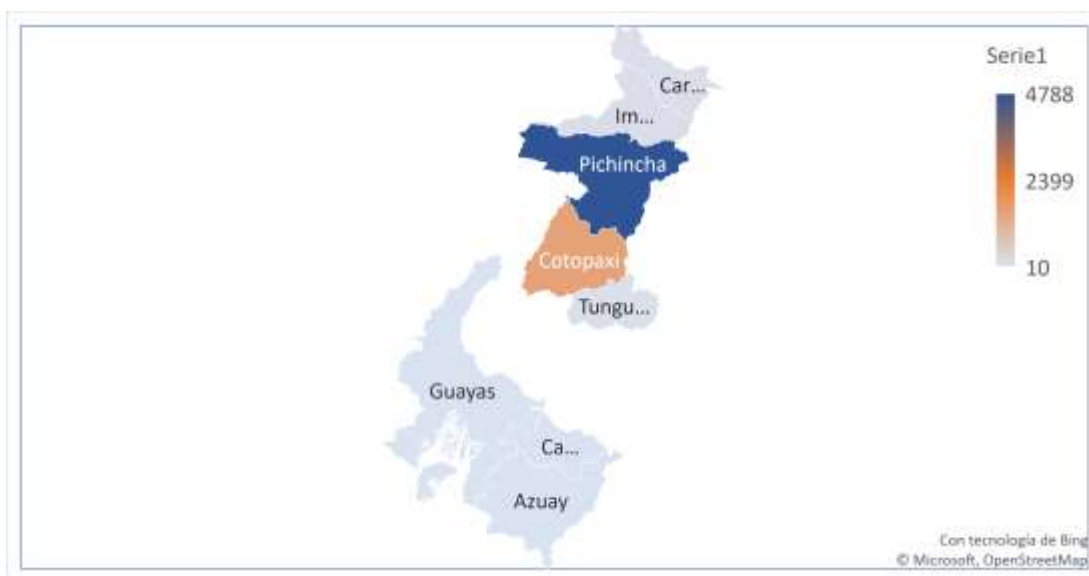 Serie1
4788
2399
10
Car...
Im...
Pichincha
Cotopaxi
Tungu...
Guayas
Ca...
Azuay
Con tecnología de Bing
© Microsoft, OpenStreetMap